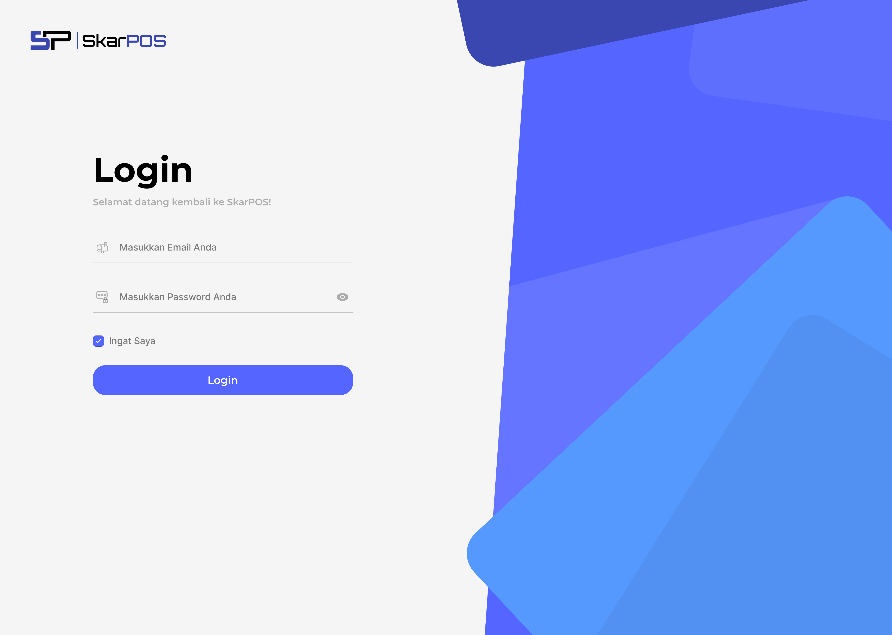 SP | SkarPOS
Login
Selamat datang kembali ke SkarPOS!
Masukkan Email Anda
Masukkan Password Anda
Ingat Saya
Login